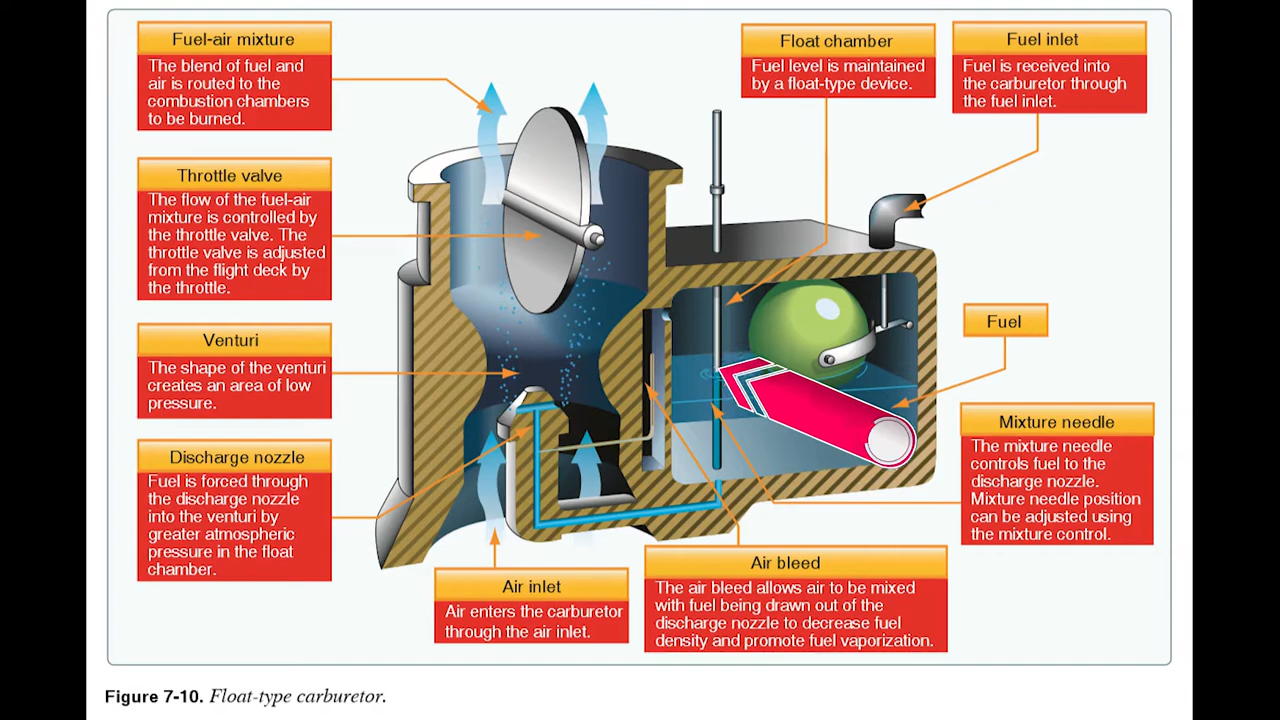 Fuel-air mixture
The blend of fuel and
air is routed to the
combustion chambers
to be burned.
Throttle valve
The flow of the fuel-air
mixture is controlled by
the throttle valve. The
throttle valve is adjusted
from the flight deck by
the throttle.
Venturi
The shape of the venturi
creates an area of low
pressure.
Discharge nozzle
Fuel is forced through
the discharge nozzle
into the venturi by
greater atmospheric
pressure in the float
chamber.
Float chamber
Fuel level is maintained
by a float-type device.
Fuel inlet
Fuel is received into
the carburetor through
the fuel inlet.
Fuel
Mixture needle
The mixture needle
controls fuel to the
discharge nozzle.
Mixture needle position
can be adjusted using
the mixture control.
Air inlet
Air enters the carburetor
through the air inlet.
Air bleed
The air bleed allows air to be mixed
with fuel being drawn out of the
discharge nozzle to decrease fuel
density and promote fuel vaporization.
Figure 7-10. Float-type carburetor.